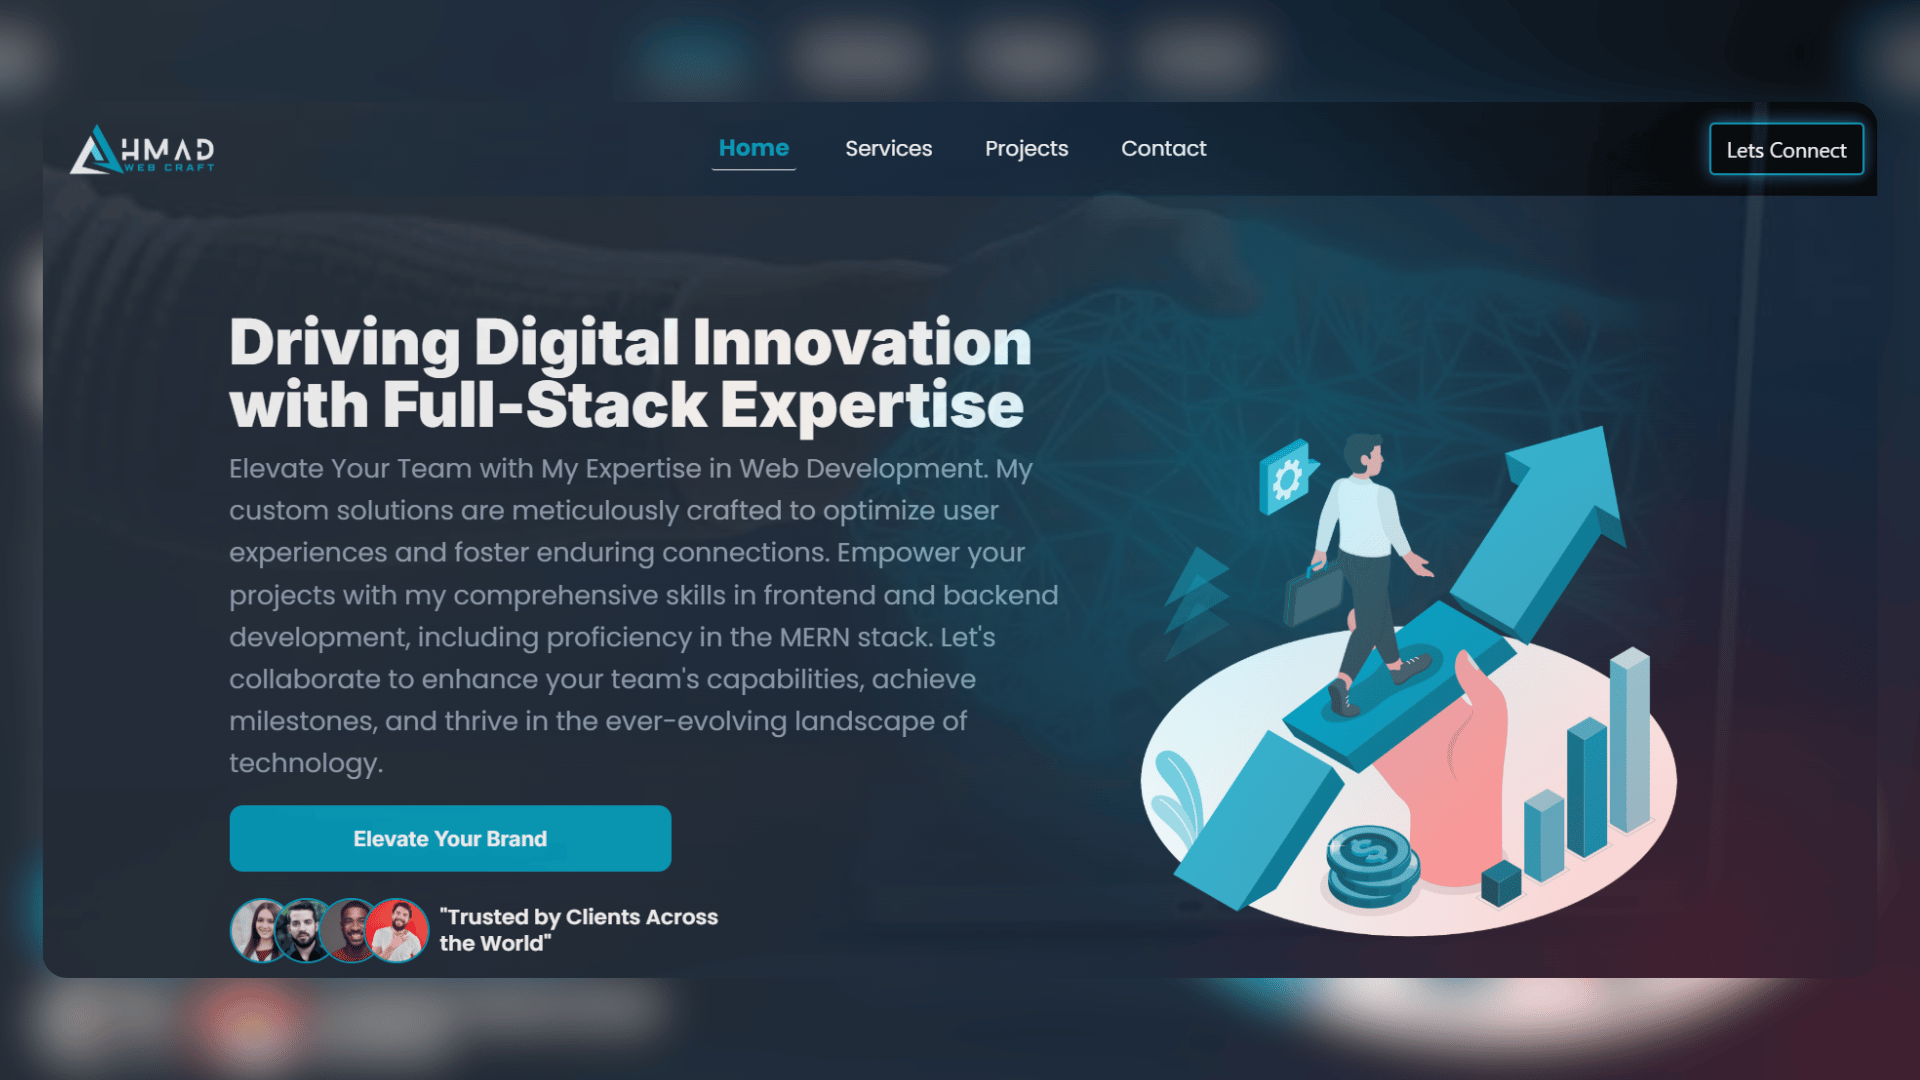 AHMAD
WEB CRAFT
Home
Services
Projects
Contact
Lets Connect
Driving Digital Innovation
with Full-Stack Expertise
Elevate Your Team with My Expertise in Web Development. My
custom solutions are meticulously crafted to optimize user
experiences and foster enduring connections. Empower your
projects with my comprehensive skills in frontend and backend
development, including proficiency in the MERN stack. Let's
collaborate to enhance your team's capabilities, achieve
milestones, and thrive in the ever-evolving landscape of
technology.
Elevate Your Brand
"Trusted by Clients Across
the World"
$